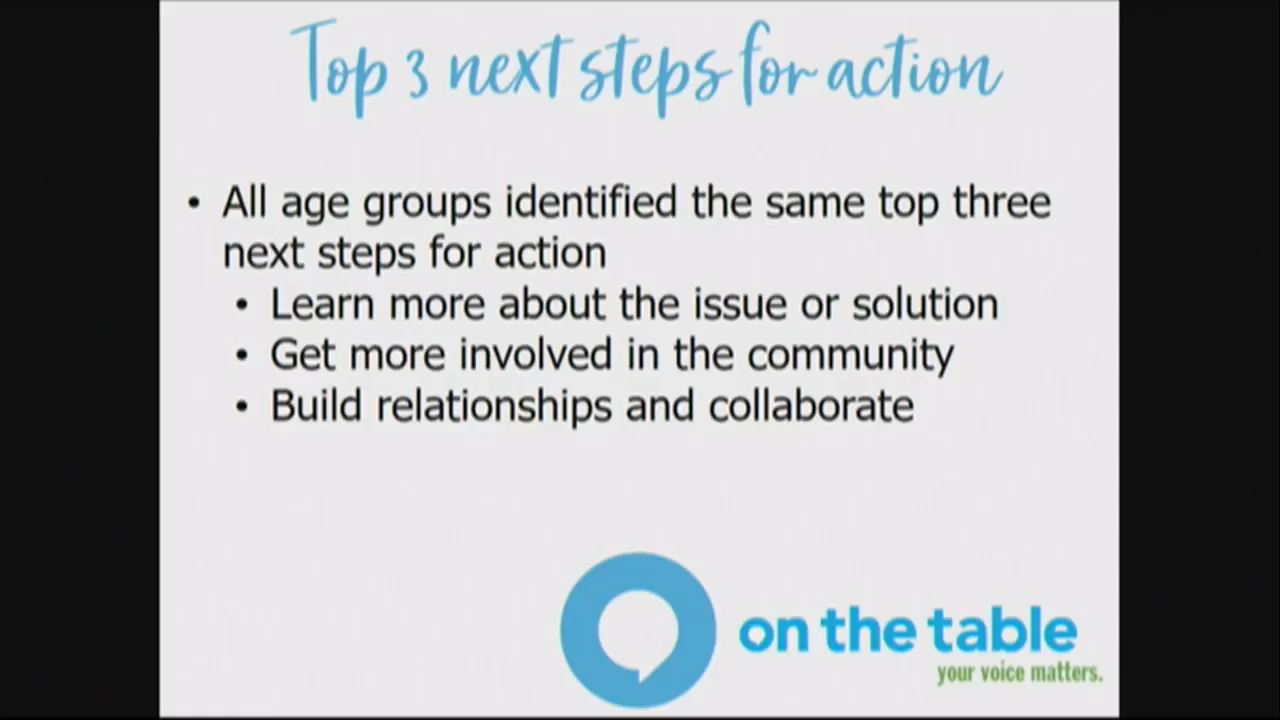 Top 3 next steps for action
• All age groups identified the same top three
next steps for action
• Learn more about the issue or solution
• Get more involved in the community
• Build relationships and collaborate
on the table
your voice matters.